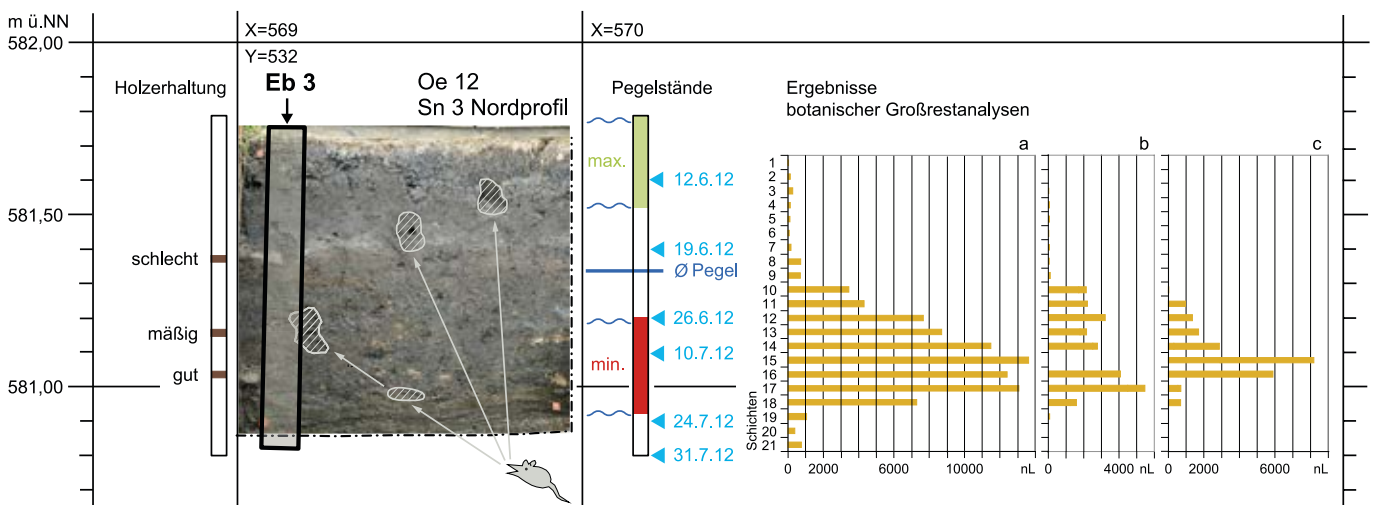 m ü.NN
582,00
581,50
581,00
X=569
Y=532
X=570
Holzerhaltung
schlecht
mäßig
gut
Eb 3
Oe 12
Sn 3 Nordprofil
Pegelstände
max.
12.6.12
19.6.12
Ø Pegel
26.6.12
10.7.12
min.
24.7.12
31.7.12
Ergebnisse
botanischer Großrestanalysen
a
b
c
Schichten
1
2
3
4
5
6
7
8
9
10
11
12
13
14
15
16
17
18
19
20
21
0 2000 6000 10000 nL
0 4000 nL
0 2000 6000 nL